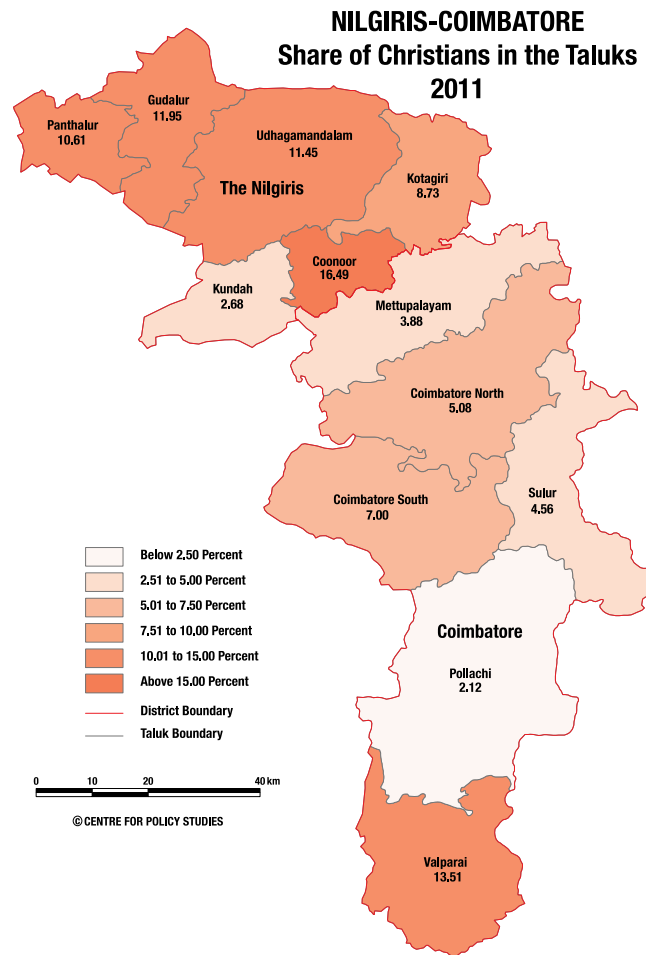 NILGIRIS-COIMBATORE
Share of Christians in the Taluks
2011
Gudalur
11.95
Panthalur
10.61
Udhagamandalam
11.45
Kotagiri
8.73
The Nilgiris
Coonoor
16.49
Kundah
2.68
Mettupalayam
3.88
Coimbatore North
5.08
Coimbatore South
7.00
Sulur
4.56
Below 2.50 Percent
2.51 to 5.00 Percent
5.01 to 7.50 Percent
7.51 to 10.00 Percent
10.01 to 15.00 Percent
Above 15.00 Percent
District Boundary
Taluk Boundary
Coimbatore
Pollachi
2.12
0 10 20 40 km
© CENTRE FOR POLICY STUDIES
Valparai
13.51